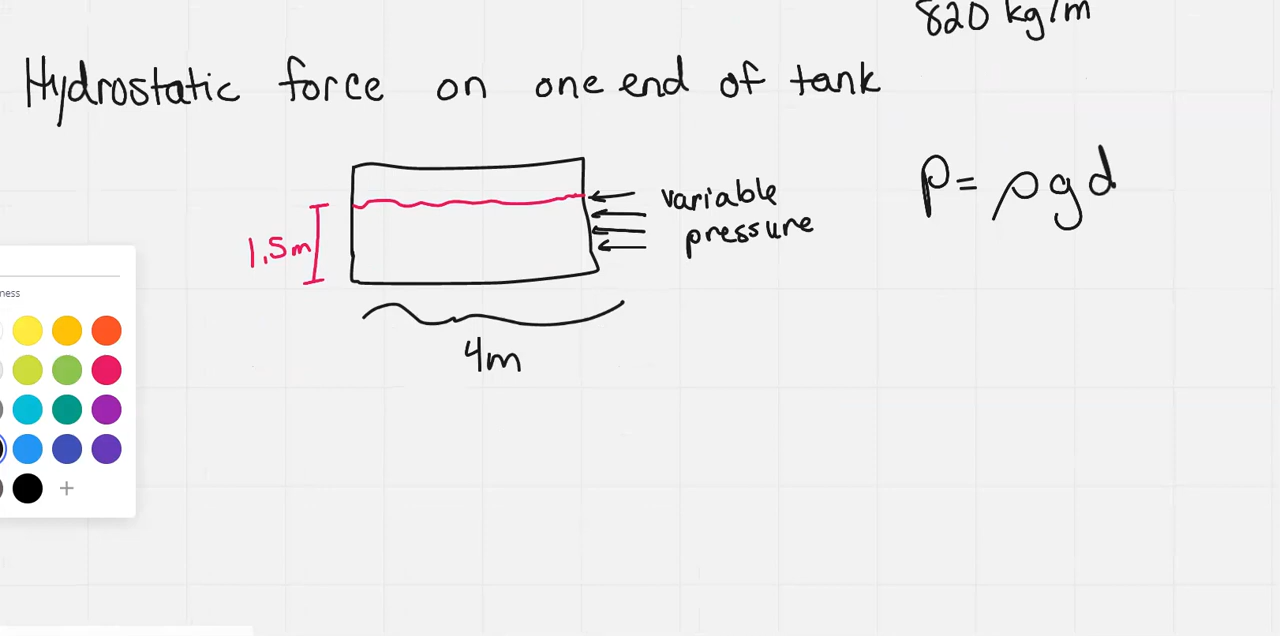 820 kg/m
Hydrostatic force on one end of tank
P = ρgd
variable
pressure
1.5m
4m
ness